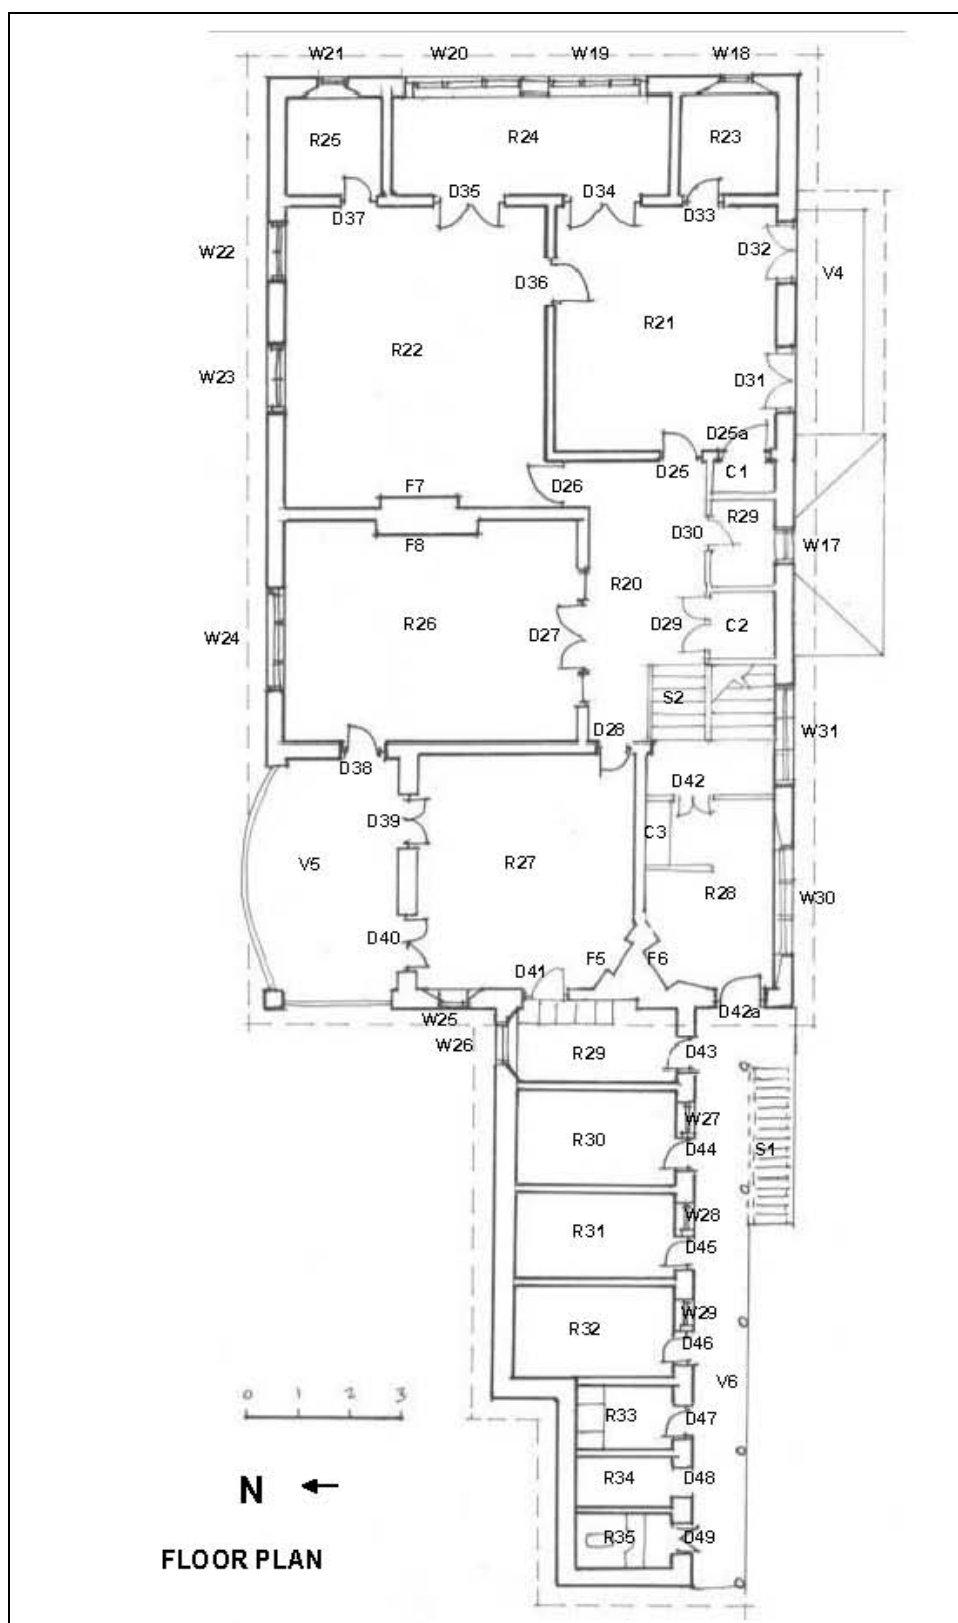 W21 W20 W19 W18
R25 R24 R23
D37 D35 D34 D33
W22 D36 D32 V4
R22 R21
W23 D31
D25a
F7 D26 D25 C1
R29
F8 D30 W17
R20
W24 R26 D27 D29 C2
S2
D28 W31
D38 D42
D39 C3
V5 R27 R28 W30
D40 F5 F6
D41
W25 D42a
W26 R29 D43
W27
R30 D44 S1
W28
R31 D45
W29
R32 D46
V6
0 1 2 3 R33 D47
N R34 D48
FLOOR PLAN R35 D49